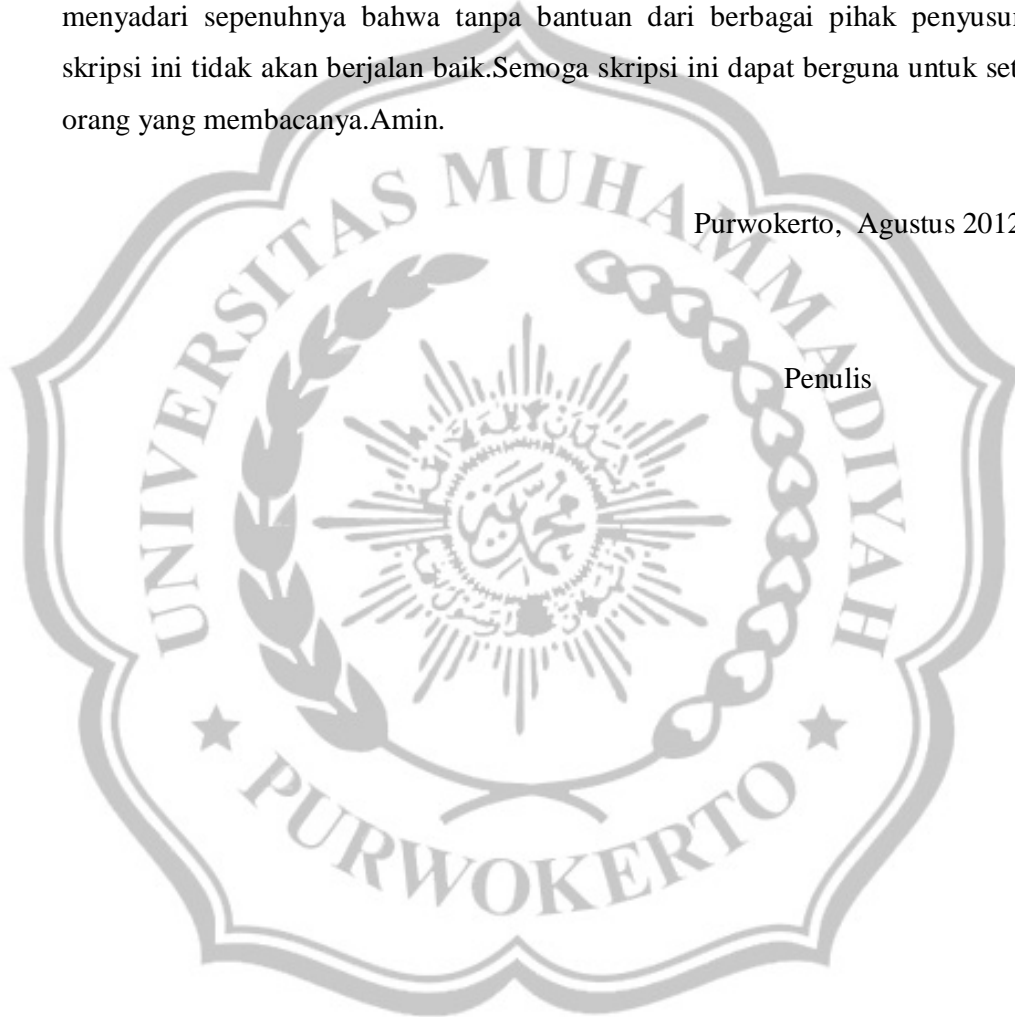 menyadari sepenuhnya bahwa tanpa bantuan dari berbagai pihak penyusun
skripsi ini tidak akan berjalan baik.Semoga skripsi ini dapat berguna untuk set
orang yang membacanya.Amin.
Purwokerto, Agustus 2012
Penulis
UNIVERSITAS MUHAMMADIYAH
PURWOKERTO
محمد